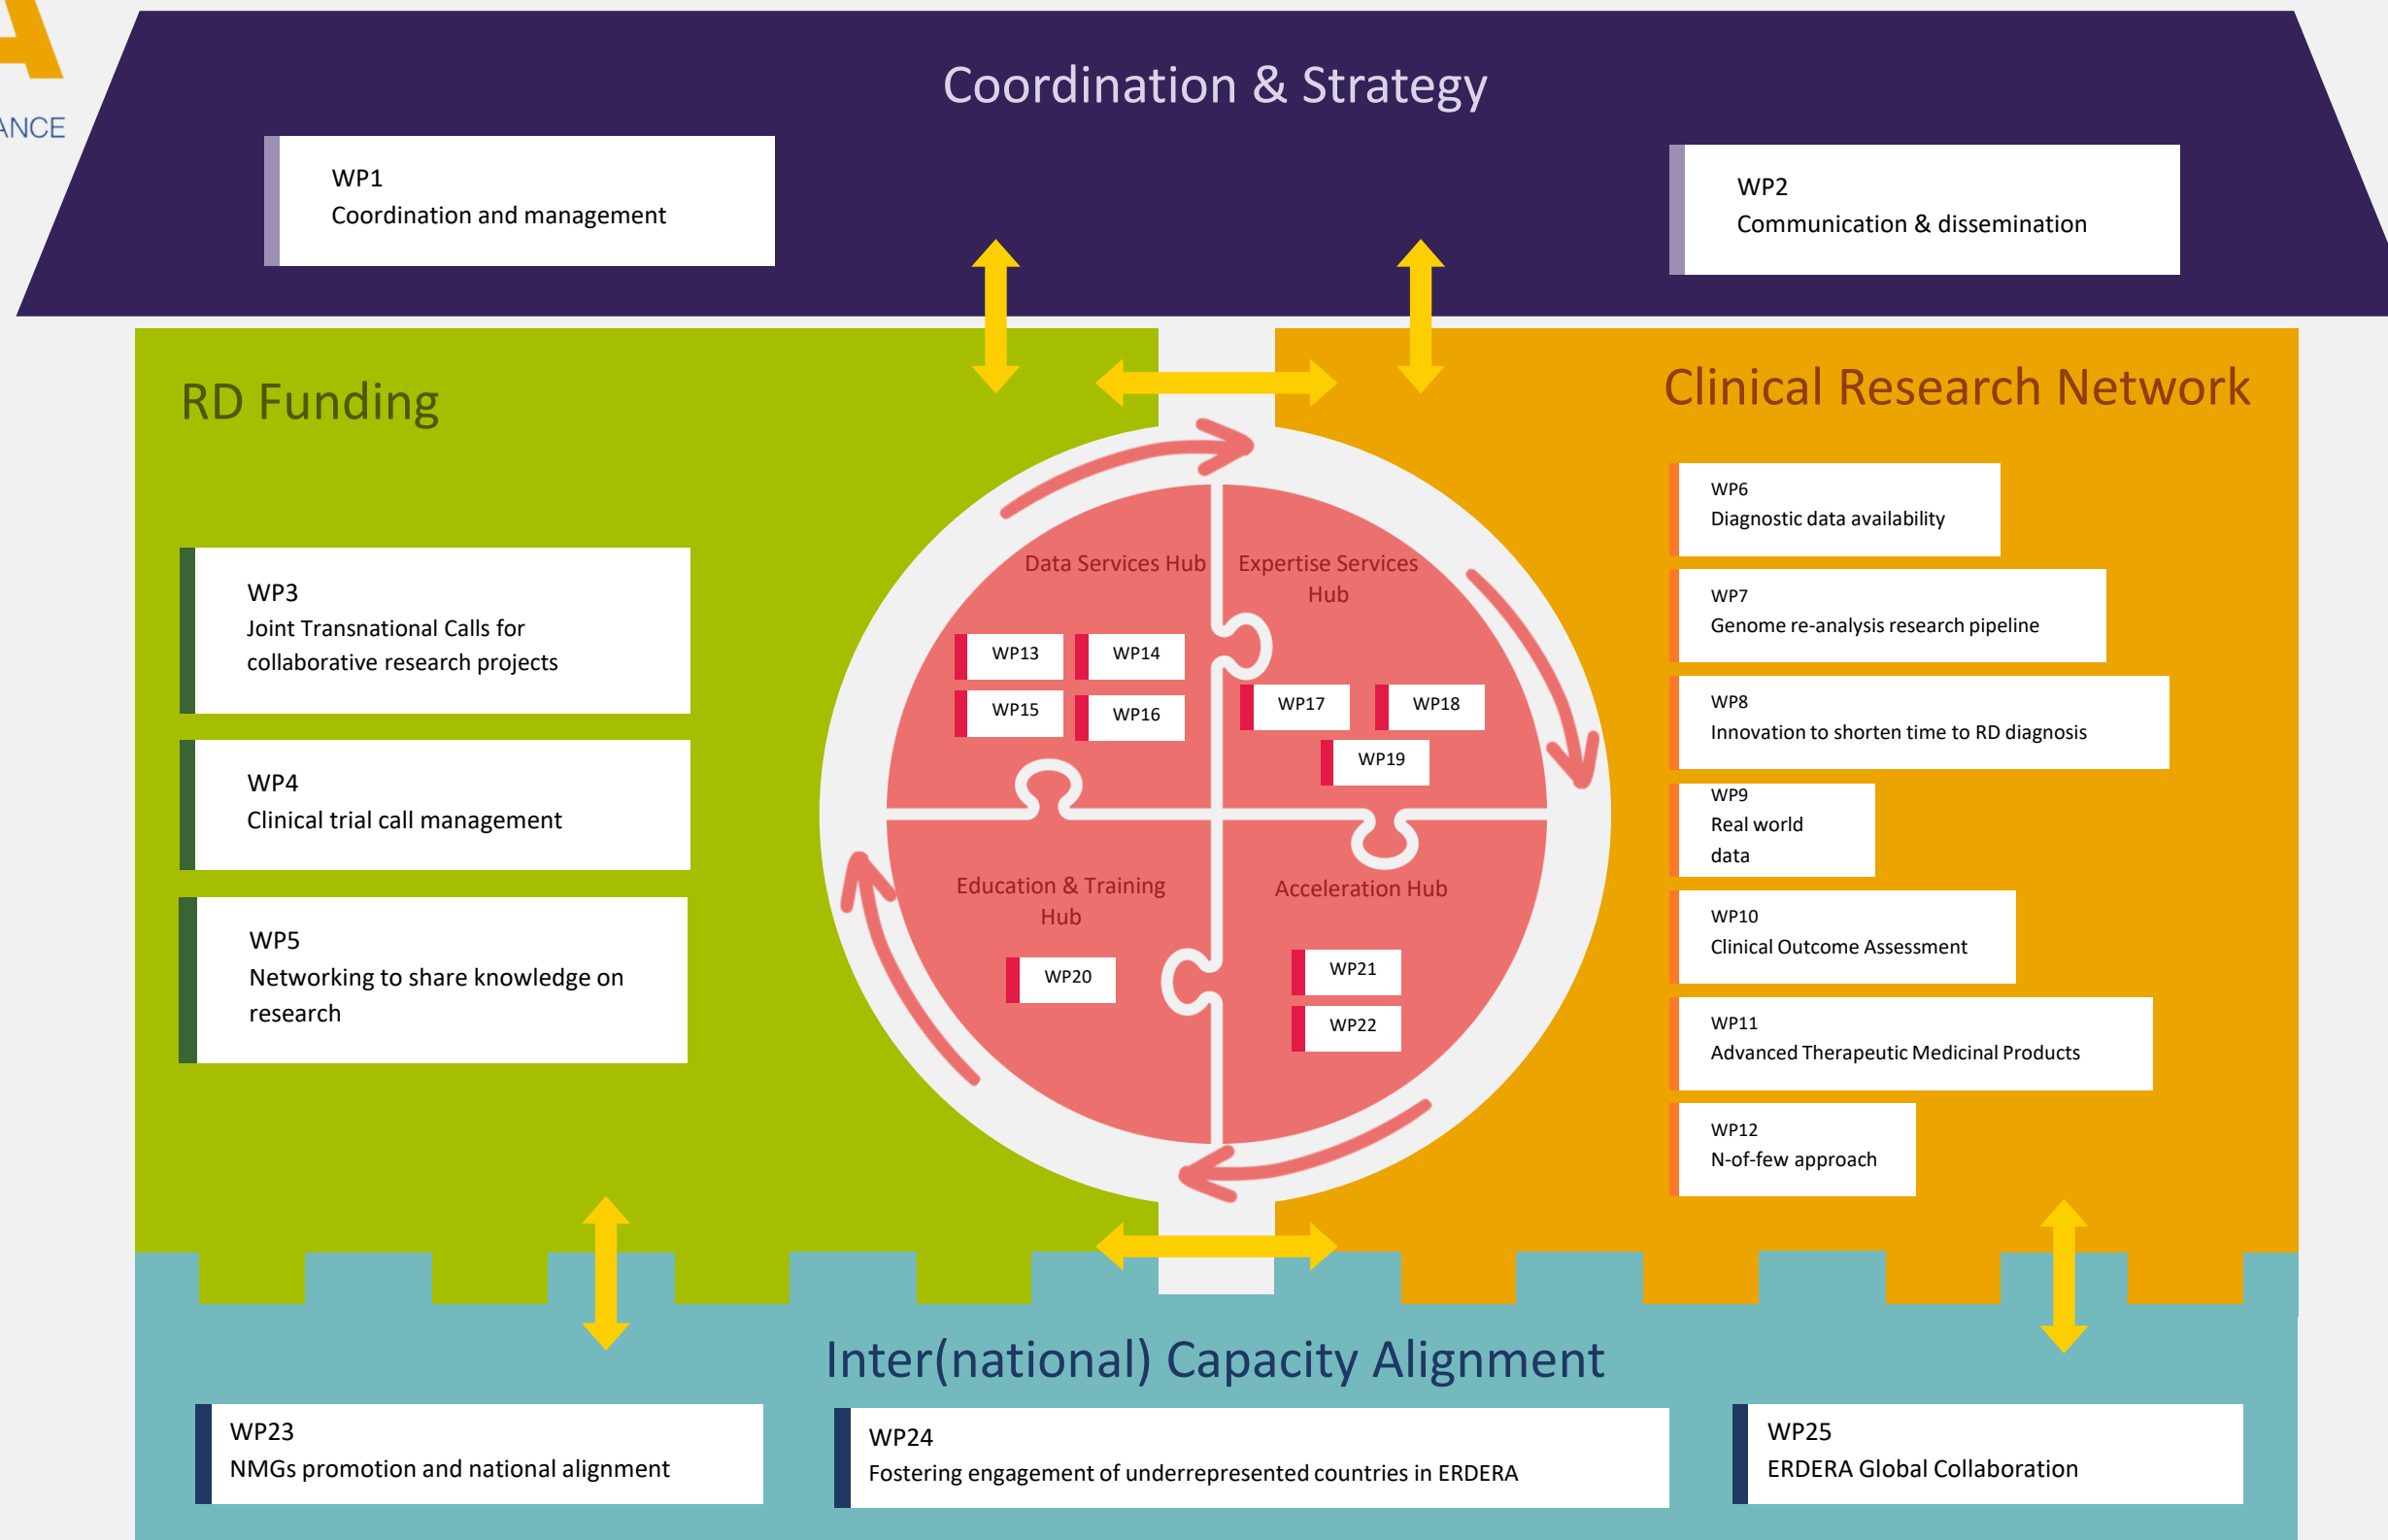 Coordination & Strategy
WP1
Coordination and management
WP2
Communication & dissemination
RD Funding
WP3
Joint Transnational Calls for
collaborative research projects
WP4
Clinical trial call management
WP5
Networking to share knowledge on
research
Data Services Hub
WP13
WP14
WP15
WP16
Expertise Services
Hub
WP17
WP18
WP19
Education & Training
Hub
WP20
Acceleration Hub
WP21
WP22
Clinical Research Network
WP6
Diagnostic data availability
WP7
Genome re-analysis research pipeline
WP8
Innovation to shorten time to RD diagnosis
WP9
Real world
data
WP10
Clinical Outcome Assessment
WP11
Advanced Therapeutic Medicinal Products
WP12
N-of-few approach
Inter(national) Capacity Alignment
WP23
NMGs promotion and national alignment
WP24
Fostering engagement of underrepresented countries in ERDERA
WP25
ERDERA Global Collaboration